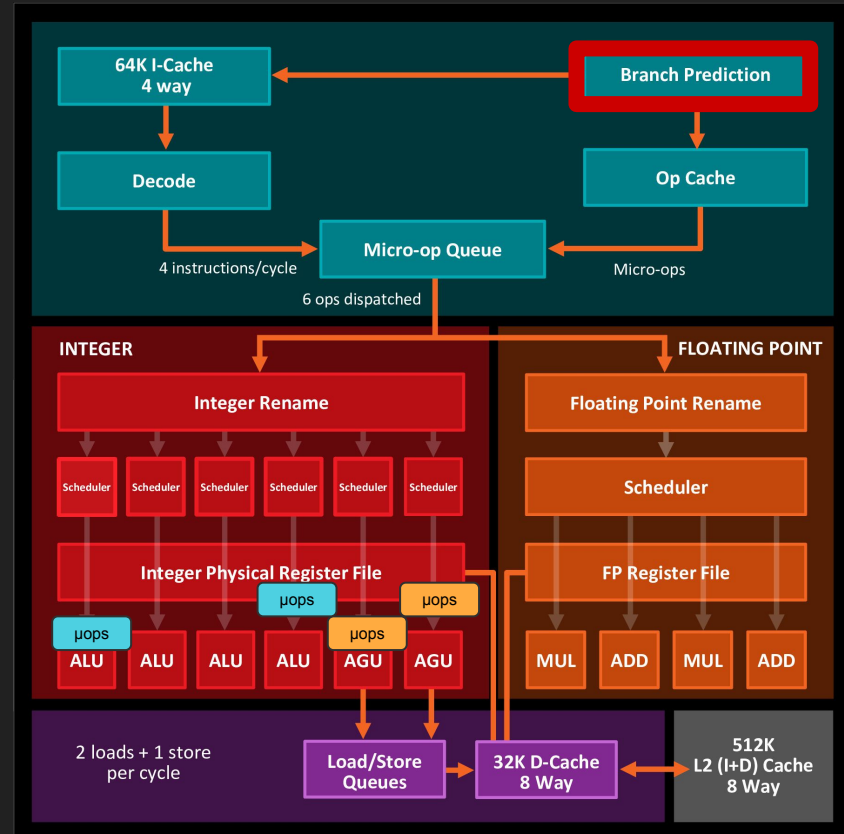 64K I-Cache
4 way
Branch Prediction
Decode
Op Cache
Micro-op Queue
4 instructions/cycle
Micro-ops
6 ops dispatched
INTEGER
FLOATING POINT
Integer Rename
Floating Point Rename
Scheduler
Scheduler
Scheduler
Scheduler
Scheduler
Scheduler
Scheduler
Integer Physical Register File
FP Register File
μops
μops
μops
μops
ALU
ALU
ALU
ALU
AGU
AGU
MUL
ADD
MUL
ADD
2 loads + 1 store
per cycle
Load/Store
Queues
32K D-Cache
8 Way
512K
L2 (I+D) Cache
8 Way